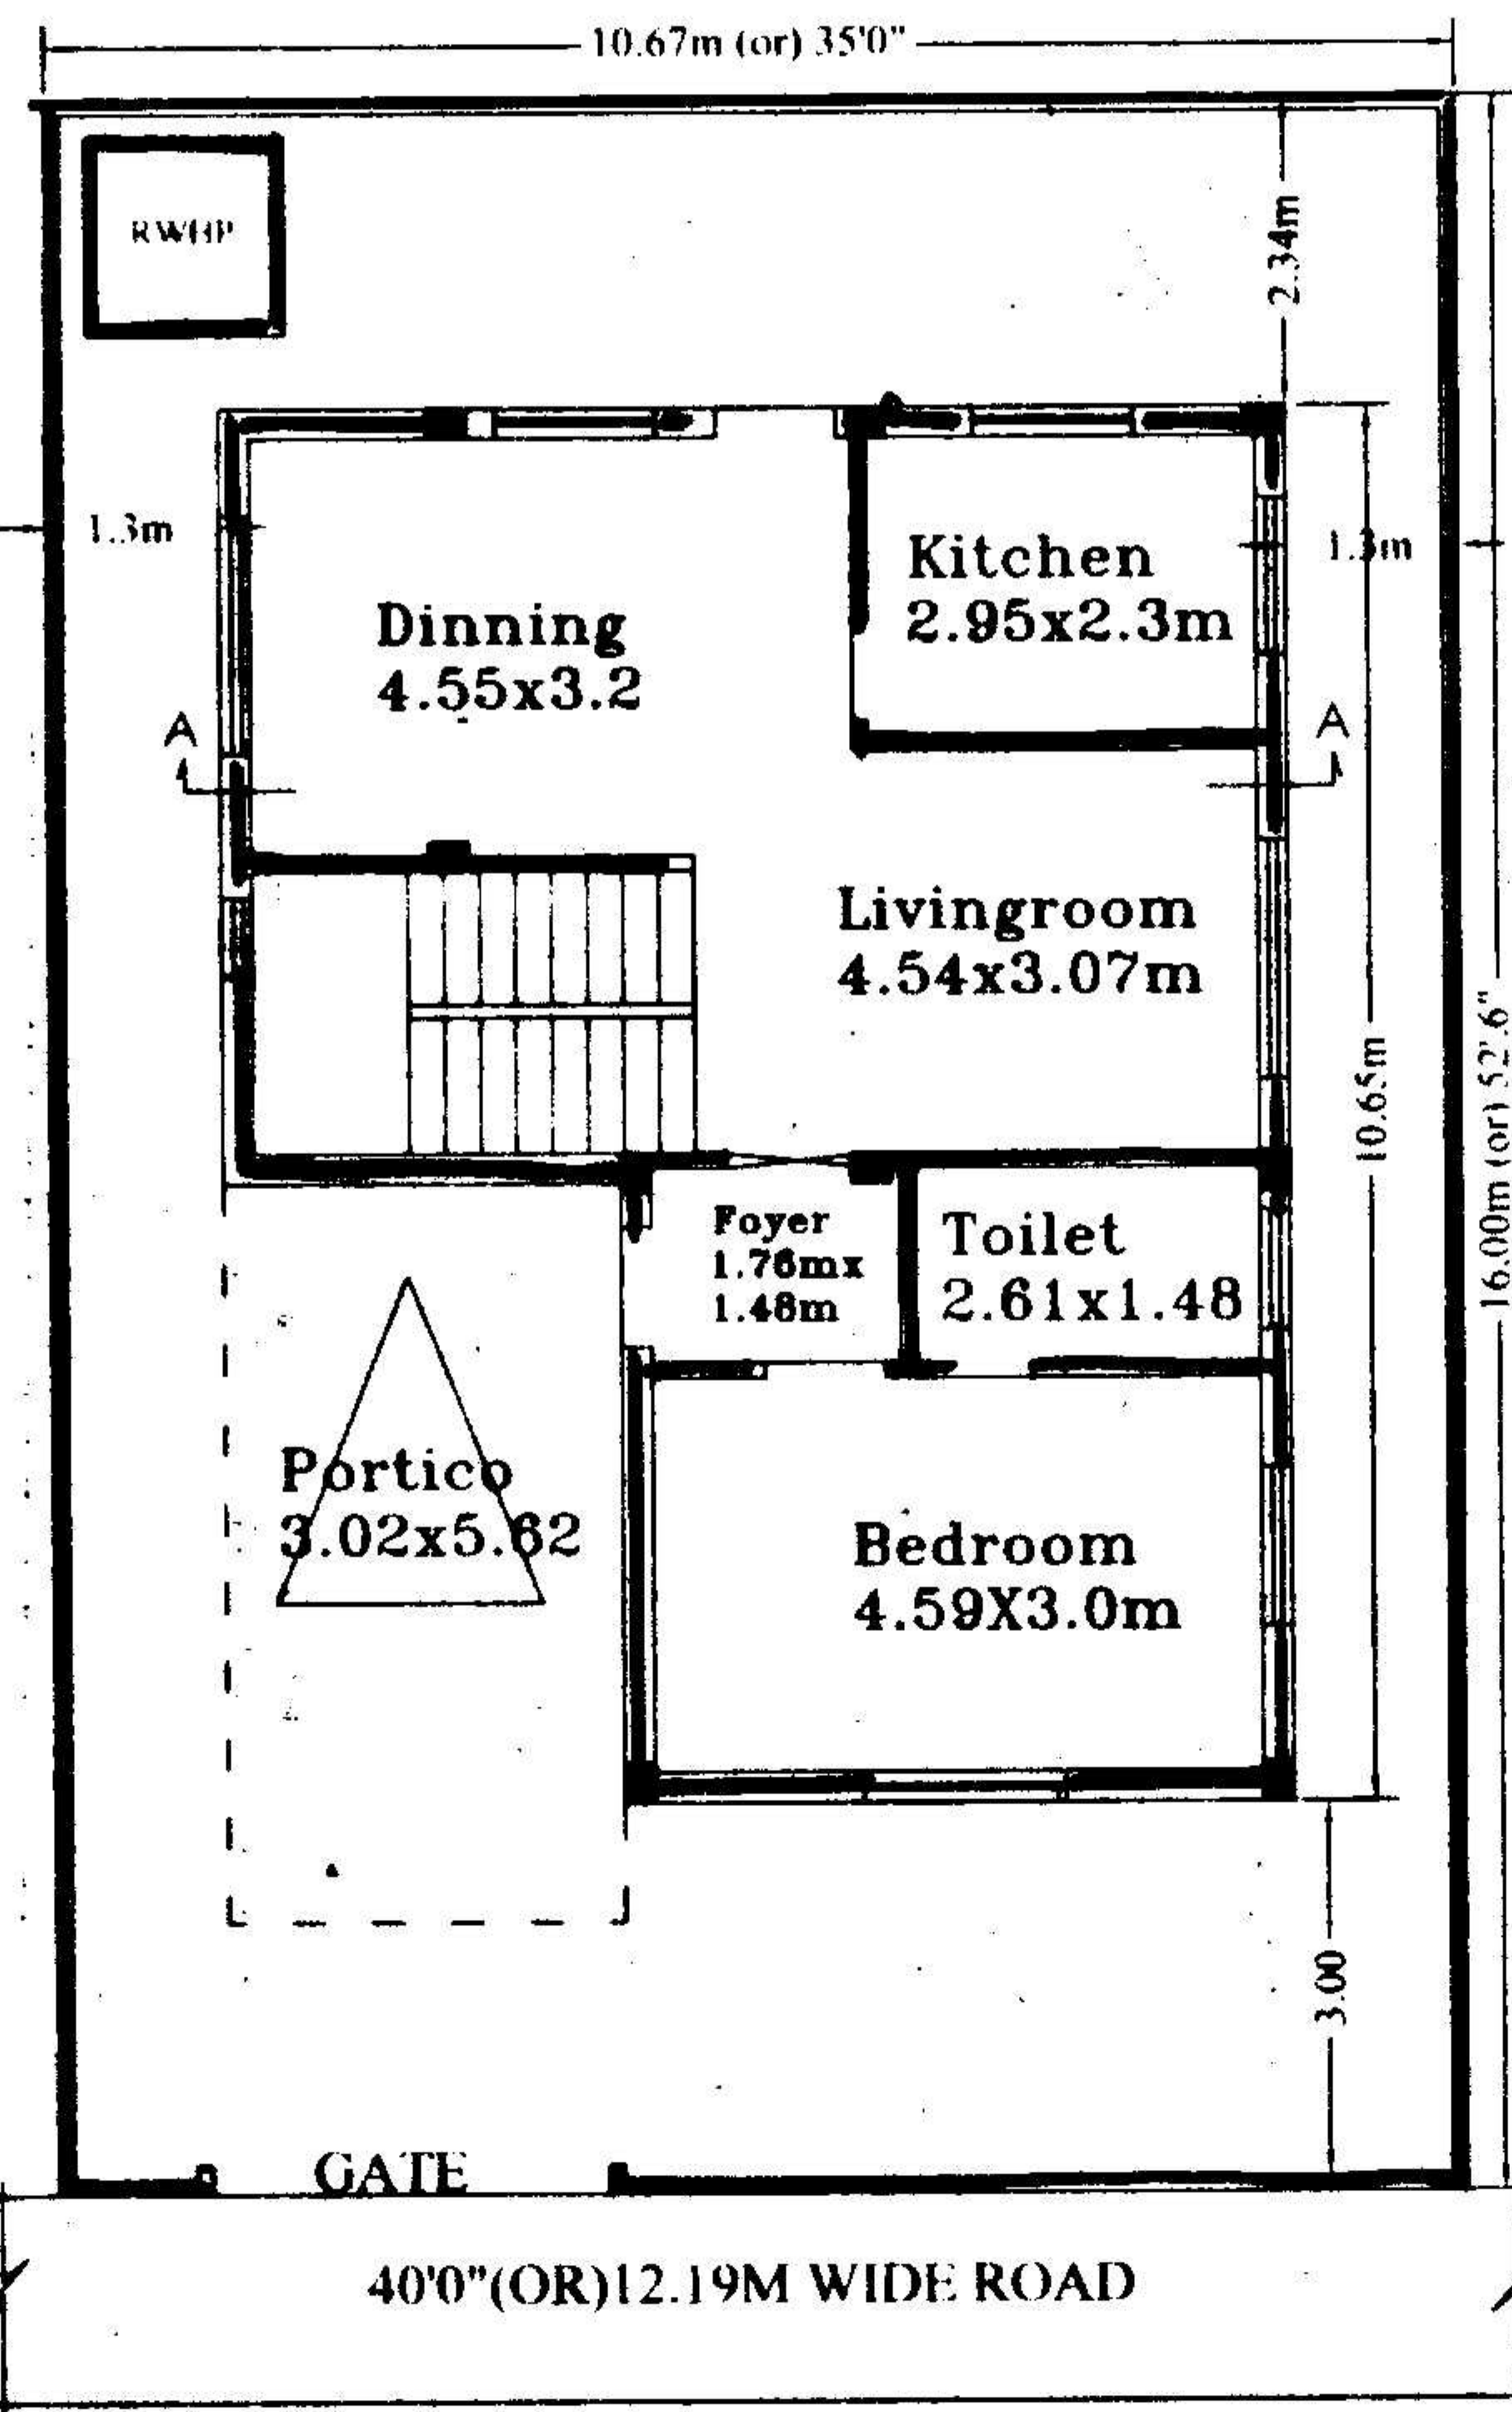 10.67m (or) 35'0"
RWHP
2.34m
1.3m
1.3m
Kitchen
2.95x2.3m
Dinning
4.55x3.2
A
A
Livingroom
4.54x3.07m
10.65m
16.00m (or) 52'.6"
Foyer
1.76mx
1.48m
Toilet
2.61x1.48
Portico
3.02x5.62
Bedroom
4.59X3.0m
3.00
GATE
40'0"(OR)12.19M WIDE ROAD